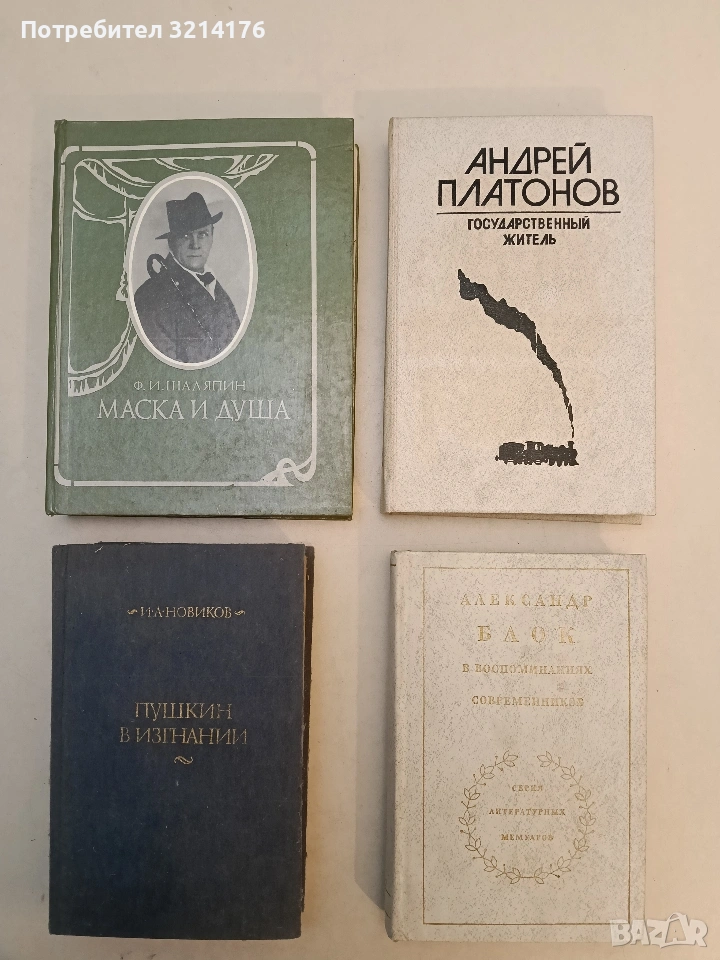 Потребител 3214176
Ф. И. ШАЛЯПИН
МАСКА И ДУША
АНДРЕЙ
ПЛАТОНОВ
ГОСУДАРСТВЕННЫЙ
ЖИТЕЛЬ
И·А·НОВИКОВ
ПУШКИН
В ИЗГНАНИИ
АЛЕКСАНДР
БЛОК
В ВОСПОМИНАНИЯХ
СОВРЕМЕННИКОВ
СЕРИЯ
ЛИТЕРАТУРНЫХ
МЕМУАРОВ
BAZAR